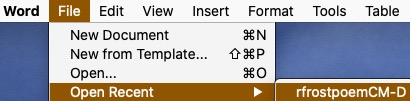 Word File Edit View Insert Format Tools Table
New Document ⌘N
New from Template... ⇧⌘P
Open... ⌘O
Open Recent ▶ rfrostpoemCM-D